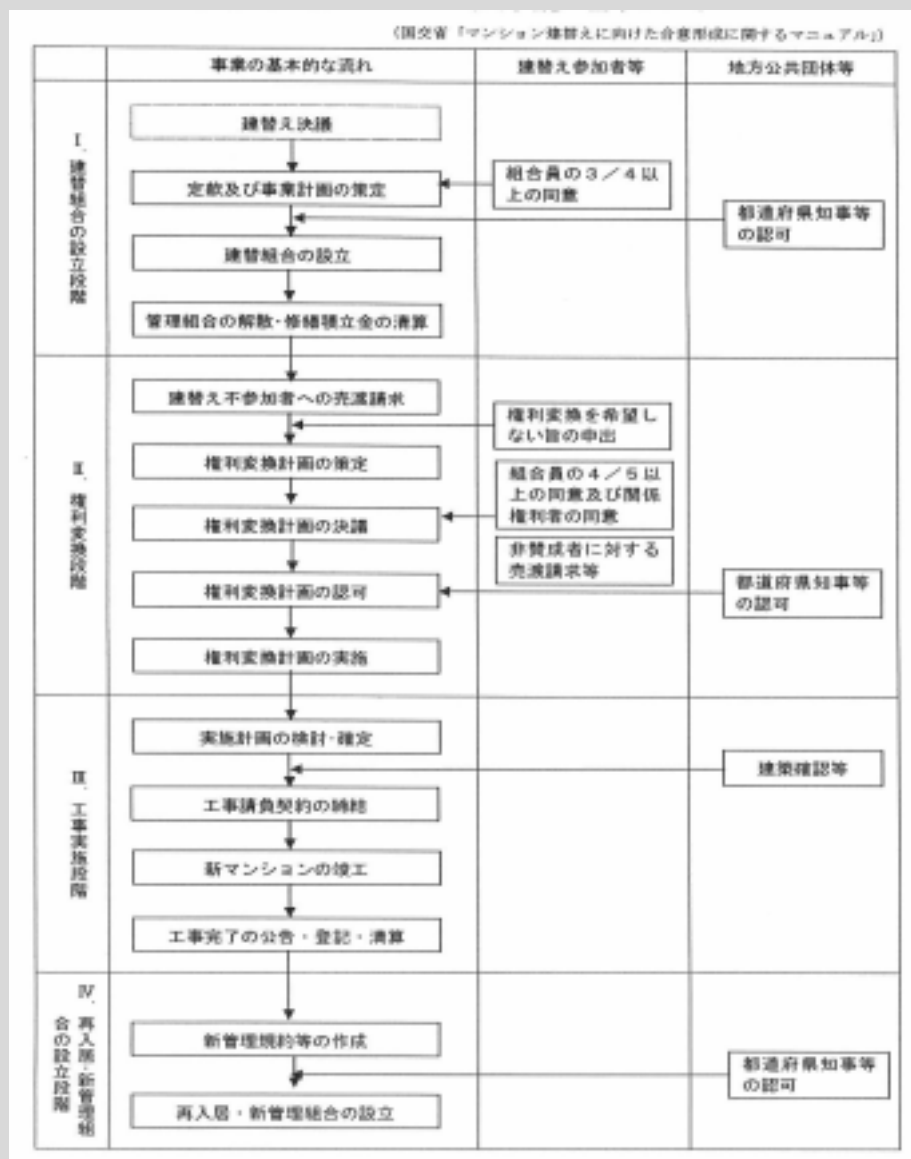 (国交省「マンション建替えに向けた合意形成に関するマニュアル」)
事業の基本的な流れ
建替え参加者等
地方公共団体等
Ⅰ.建替組合の設立段階
建替え決議
定款及び事業計画の策定
組合員の3/4以
上の同意
都道府県知事等
の認可
建替組合の設立
管理組合の解散・修繕積立金の清算
Ⅱ.権利変換段階
建替え不参加者への売渡請求
権利変換を希望し
ない旨の申出
権利変換計画の策定
組合員の4/5以
上の同意及び関係
権利者の同意
権利変換計画の決議
非賛成者に対する
売渡請求等
権利変換計画の認可
都道府県知事等
の認可
権利変換計画の実施
Ⅲ.工事実施段階
実施計画の検討・確定
建築確認等
工事請負契約の締結
新マンションの竣工
工事完了の公告・登記・清算
Ⅳ.再入居・新管理組
合の設立段階
新管理規約等の作成
都道府県知事等
の認可
再入居・新管理組合の設立